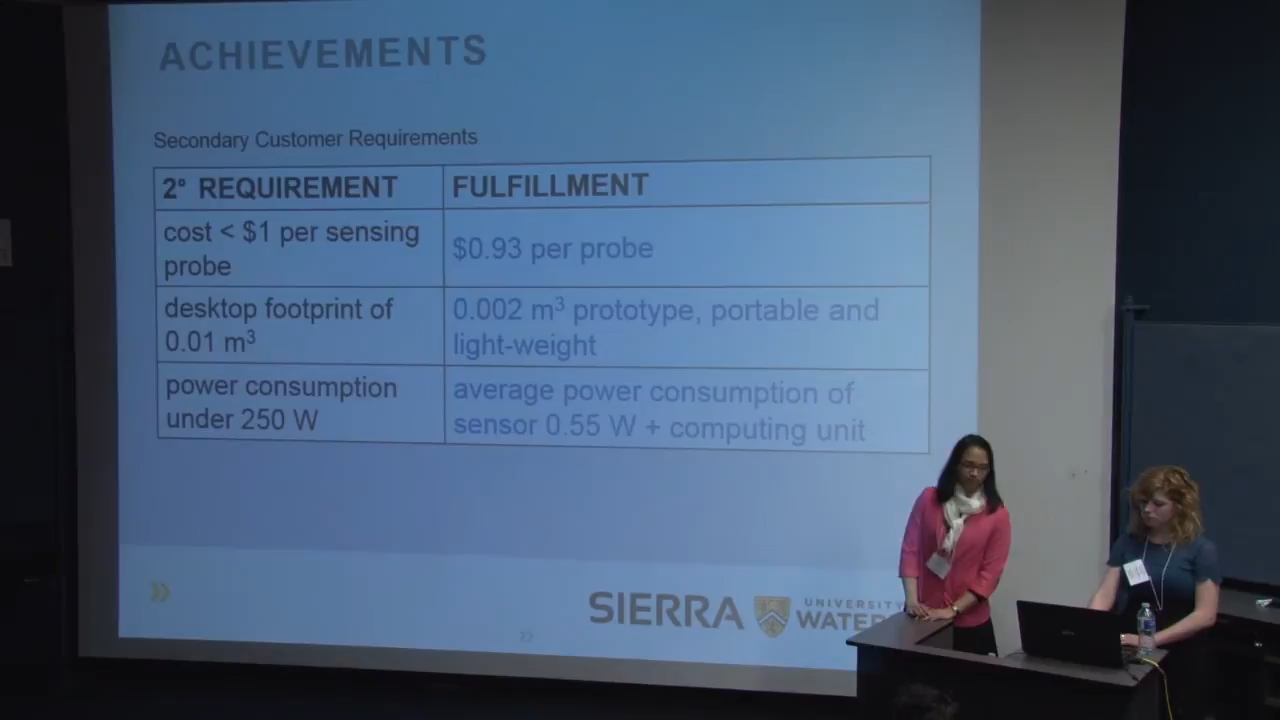 ACHIEVEMENTS
Secondary Customer Requirements
2° REQUIREMENT
FULFILLMENT
cost < $1 per sensing
probe
$0.93 per probe
desktop footprint of
0.01 m³
0.002 m³ prototype, portable and
light-weight
power consumption
under 250 W
average power consumption of
sensor 0.55 W + computing unit
SIERRA
UNIVERSITY
WATER
22